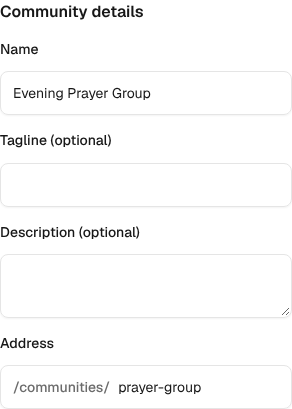 Community details
Name
Evening Prayer Group
Tagline (optional)
Description (optional)
Address
/communities/ prayer-group